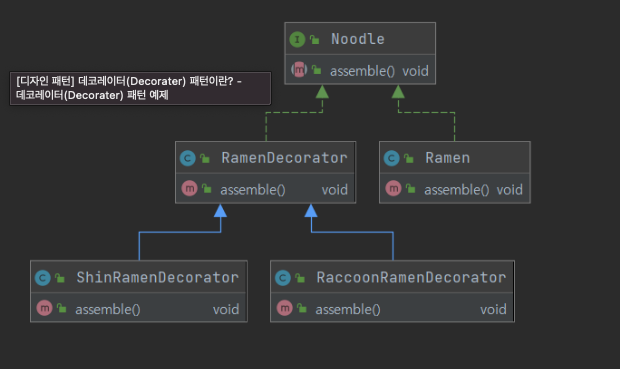 Noodle
assemble() void
[디자인 패턴] 데코레이터(Decorater) 패턴이란? -
데코레이터(Decorater) 패턴 예제
RamenDecorator
assemble() void
Ramen
assemble() void
ShinRamenDecorator
assemble() void
RaccoonRamenDecorator
assemble() void